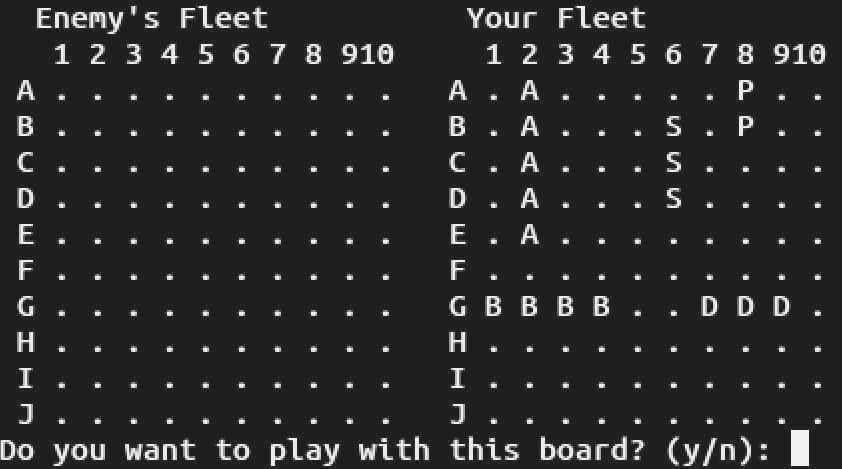 Enemy's Fleet           Your Fleet
   1 2 3 4 5 6 7 8 910     1 2 3 4 5 6 7 8 910
 A . . . . . . . . . .   A . A . . . . . P . .
 B . . . . . . . . . .   B . A . . . S . P . .
 C . . . . . . . . . .   C . A . . . S . . . .
 D . . . . . . . . . .   D . A . . . S . . . .
 E . . . . . . . . . .   E . A . . . . . . . .
 F . . . . . . . . . .   F . . . . . . . . . .
 G . . . . . . . . . .   G B B B B . . D D D .
 H . . . . . . . . . .   H . . . . . . . . . .
 I . . . . . . . . . .   I . . . . . . . . . .
 J . . . . . . . . . .   J . . . . . . . . . .
Do you want to play with this board? (y/n):